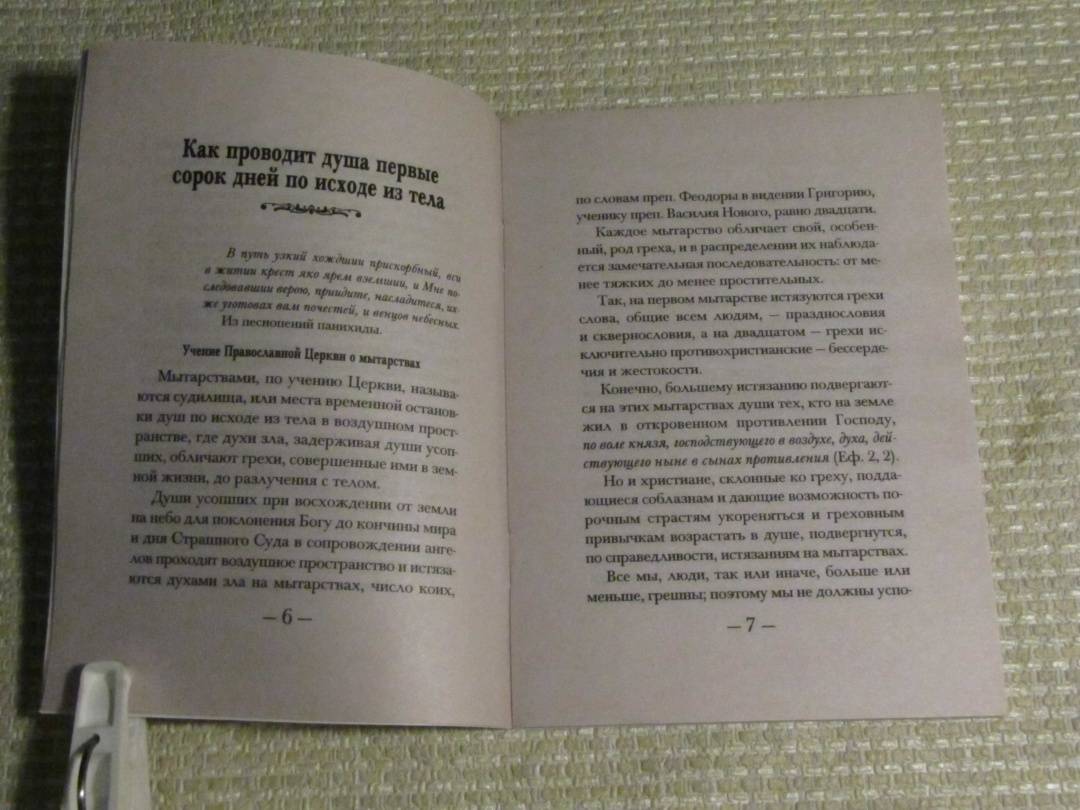 Как проводит душа первые
сорок дней по исходе из тела
В путь узкий хождшии прискорбный, вси
в житии крест яко ярем вземшии, и Мне по-
следовавшии верою, приидите, насладитеся, их-
же уготовах вам почестей, и венцов небесных.
Из песнопений панихиды.
Учение Православной Церкви о мытарствах
Мытарствами, по учению Церкви, называ-
ются судилища, или места временной останов-
ки душ по исходе из тела в воздушном прост-
ранстве, где духи зла, задерживая души усоп-
ших, обличают грехи, совершенные ими в зем-
ной жизни, до разлучения с телом.
Души усопших при восхождении от земли
на небо для поклонения Богу до кончины мира
и дня Страшного Суда в сопровождении анге-
лов проходят воздушное пространство и истяза-
ются духами зла на мытарствах, число коих,
— 6 —
по словам преп. Феодоры в видении Григорию,
ученику преп. Василия Нового, равно двадцати.
Каждое мытарство обличает свой, особен-
ный, род греха, и в распределении их наблюда-
ется замечательная последовательность: от ме-
нее тяжких до менее простительных.
Так, на первом мытарстве истязуются грехи
слова, общие всем людям, — празднословия
и сквернословия, а на двадцатом — грехи ис-
ключительно противохристианские — бессерде-
чия и жестокости.
Конечно, большему истязанию подвергают-
ся на этих мытарствах души тех, кто на земле
жил в откровенном противлении Господу,
по воле князя, господствующего в воздухе, духа, дей-
ствующего ныне в сынах противления (Еф. 2, 2).
Но и христиане, склонные ко греху, подда-
ющиеся соблазнам и дающие возможность по-
рочным страстям укореняться и греховным
привычкам возрастать в душе, подвергнутся,
по справедливости, истязаниям на мытарствах.
Все мы, люди, так или иначе, больше или
меньше, грешны; поэтому мы не должны успо-
— 7 —